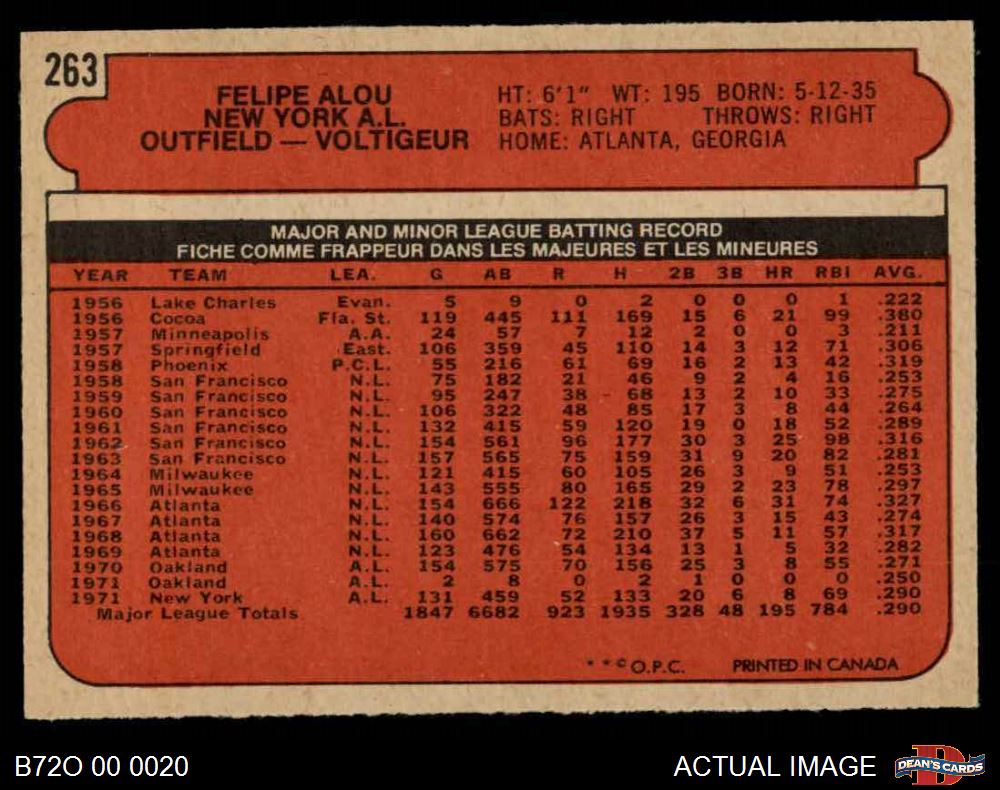 263
FELIPE ALOU
NEW YORK A.L.
OUTFIELD — VOLTIGEUR
HT: 6'1" WT: 195 BORN: 5-12-35
BATS: RIGHT THROWS: RIGHT
HOME: ATLANTA, GEORGIA
MAJOR AND MINOR LEAGUE BATTING RECORD
FICHE COMME FRAPPEUR DANS LES MAJEURES ET LES MINEURES
YEAR TEAM LEA. G AB R H 2B 3B HR RBI AVG.
1956 Lake Charles Evan. 5 9 0 2 0 0 0 1 .222
1956 Cocoa Fla. St. 119 445 111 169 15 6 21 99 .380
1957 Minneapolis A.A. 24 57 7 12 2 0 0 3 .211
1957 Springfield East. 106 359 45 110 14 3 12 71 .306
1958 Phoenix P.C.L. 55 216 61 69 16 2 13 42 .319
1958 San Francisco N.L. 75 182 21 46 9 2 4 16 .253
1959 San Francisco N.L. 95 247 38 68 13 2 10 33 .275
1960 San Francisco N.L. 106 322 48 85 17 3 8 44 .264
1961 San Francisco N.L. 132 415 59 120 19 0 18 52 .289
1962 San Francisco N.L. 154 561 96 177 30 3 25 98 .316
1963 San Francisco N.L. 157 565 75 159 31 9 20 82 .281
1964 Milwaukee N.L. 121 415 60 105 26 3 9 51 .253
1965 Milwaukee N.L. 143 555 80 165 29 2 23 78 .297
1966 Atlanta N.L. 154 666 122 218 32 6 31 74 .327
1967 Atlanta N.L. 140 574 76 157 26 3 15 43 .274
1968 Atlanta N.L. 160 662 72 210 37 5 11 57 .317
1969 Atlanta N.L. 123 476 54 134 13 1 5 32 .282
1970 Oakland A.L. 154 575 70 156 25 3 8 55 .271
1971 Oakland A.L. 2 8 0 2 1 0 0 0 .250
1971 New York A.L. 131 459 52 133 20 6 8 69 .290
Major League Totals 1847 6682 923 1935 328 48 195 784 .290
* * © O.P.C. PRINTED IN CANADA
B72O 00 0020
ACTUAL IMAGE
DEAN'S CARDS